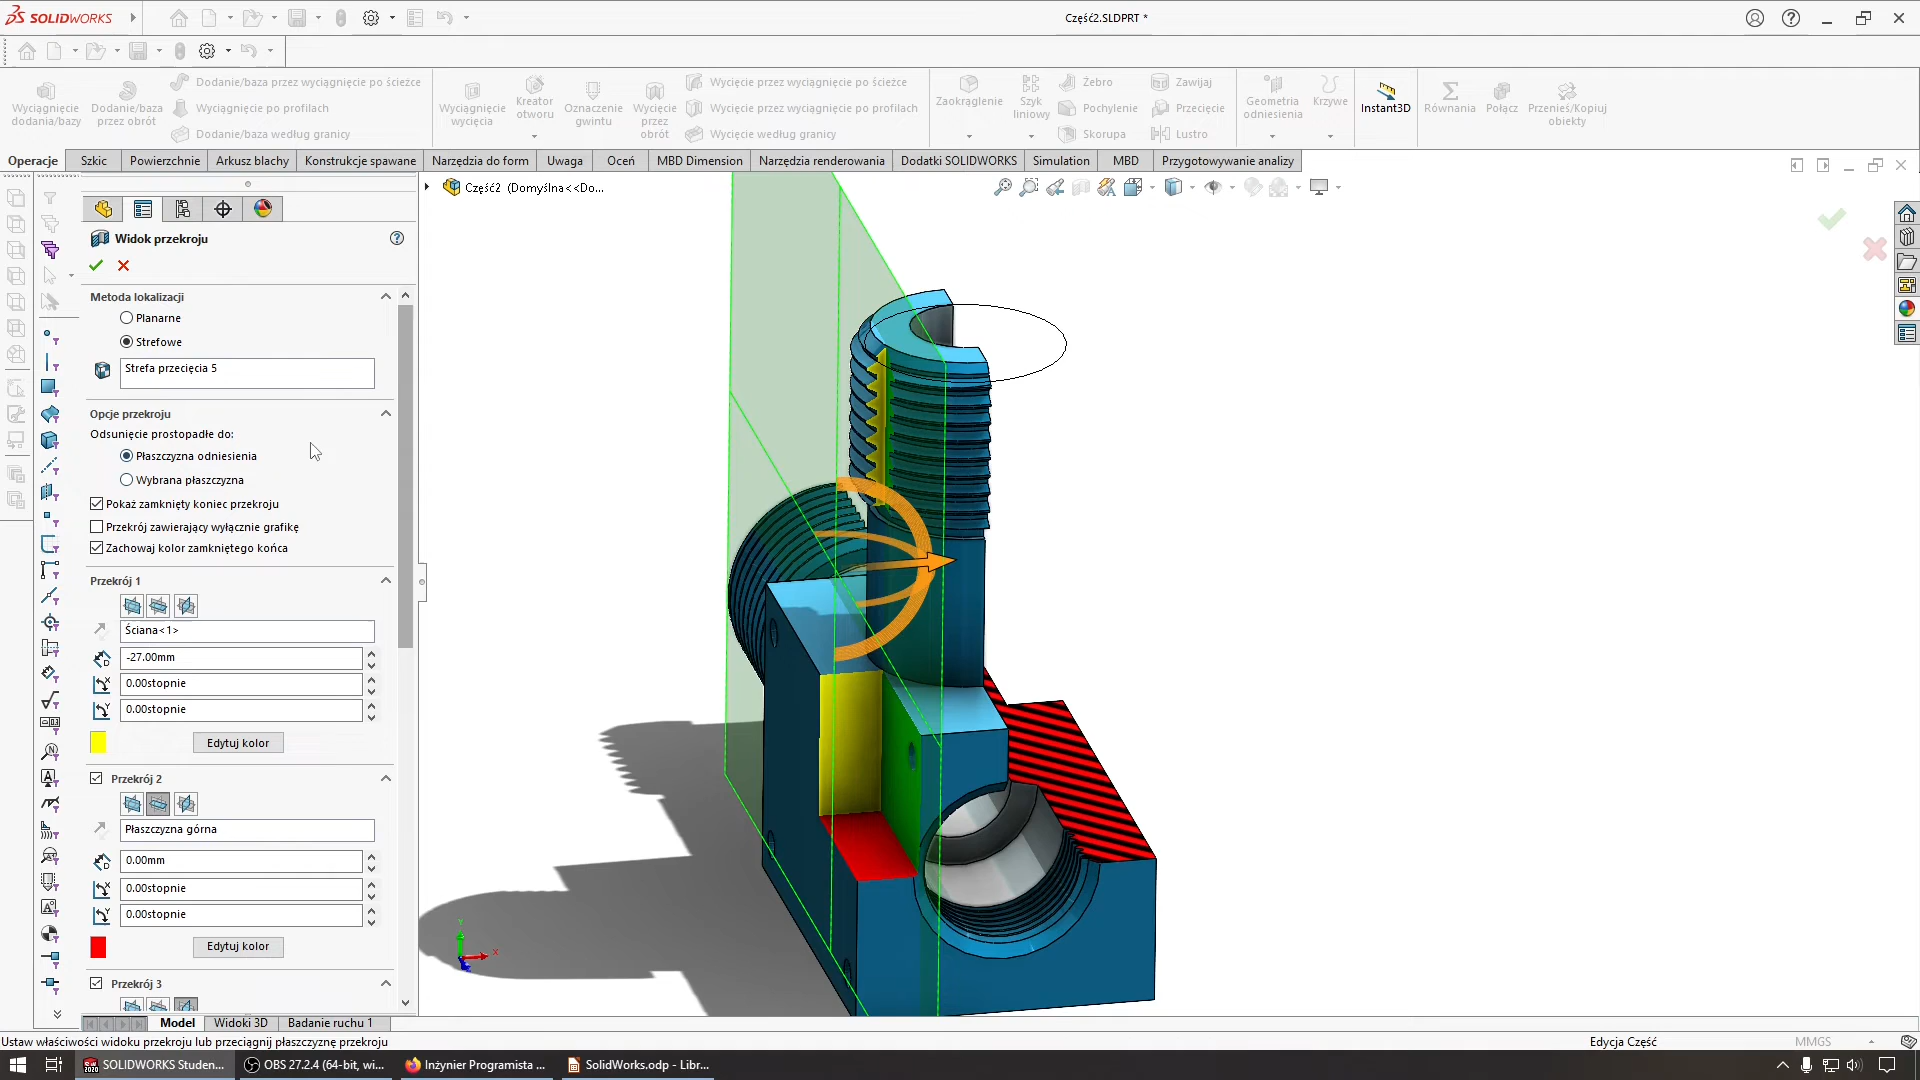 SOLIDWORKS
Część2.SLDPRT *
Wyciągnięcie dodania/bazy
Dodanie/baza przez obrót
Dodanie/baza przez wyciągnięcie po ścieżce
Wyciągnięcie po profilach
Dodanie/baza według granicy
Wyciągnięcie wycięcia
Kreator otworu
Oznaczenie gwintu
Wycięcie przez obrót
Wycięcie przez wyciągnięcie po ścieżce
Wycięcie przez wyciągnięcie po profilach
Wycięcie według granicy
Zaokrąglenie
Szyk liniowy
Żebro
Pochylenie
Skorupa
Zawijaj
Przecięcie
Lustro
Geometria odniesienia
Krzywe
Instant3D
Równania
Połącz
Przenieś/Kopiuj obiekty
Operacje
Szkic
Powierzchnie
Arkusz blachy
Konstrukcje spawane
Narzędzia do form
Uwaga
Oceń
MBD Dimension
Narzędzia renderowania
Dodatki SOLIDWORKS
Simulation
MBD
Przygotowywanie analizy
Część2 (Domyślna<<Do...
Widok przekroju
Metoda lokalizacji
Planarne
Strefowe
Strefa przecięcia 5
Opcje przekroju
Odsunięcie prostopadłe do:
Płaszczyzna odniesienia
Wybrana płaszczyzna
Pokaż zamknięty koniec przekroju
Przekrój zawierający wyłącznie grafikę
Zachowaj kolor zamkniętego końca
Przekrój 1
Ściana<1>
-27.00mm
0.00stopnie
0.00stopnie
Edytuj kolor
Przekrój 2
Płaszczyzna górna
0.00mm
0.00stopnie
0.00stopnie
Edytuj kolor
Przekrój 3
Model
Widoki 3D
Badanie ruchu 1
Ustaw właściwości widoku przekroju lub przeciągnij płaszczyznę przekroju
Edycja Część
MMGS
SOLIDWORKS Studen...
OBS 27.2.4 (64-bit, wi...
Inżynier Programista ...
SolidWorks.odp - Libr...